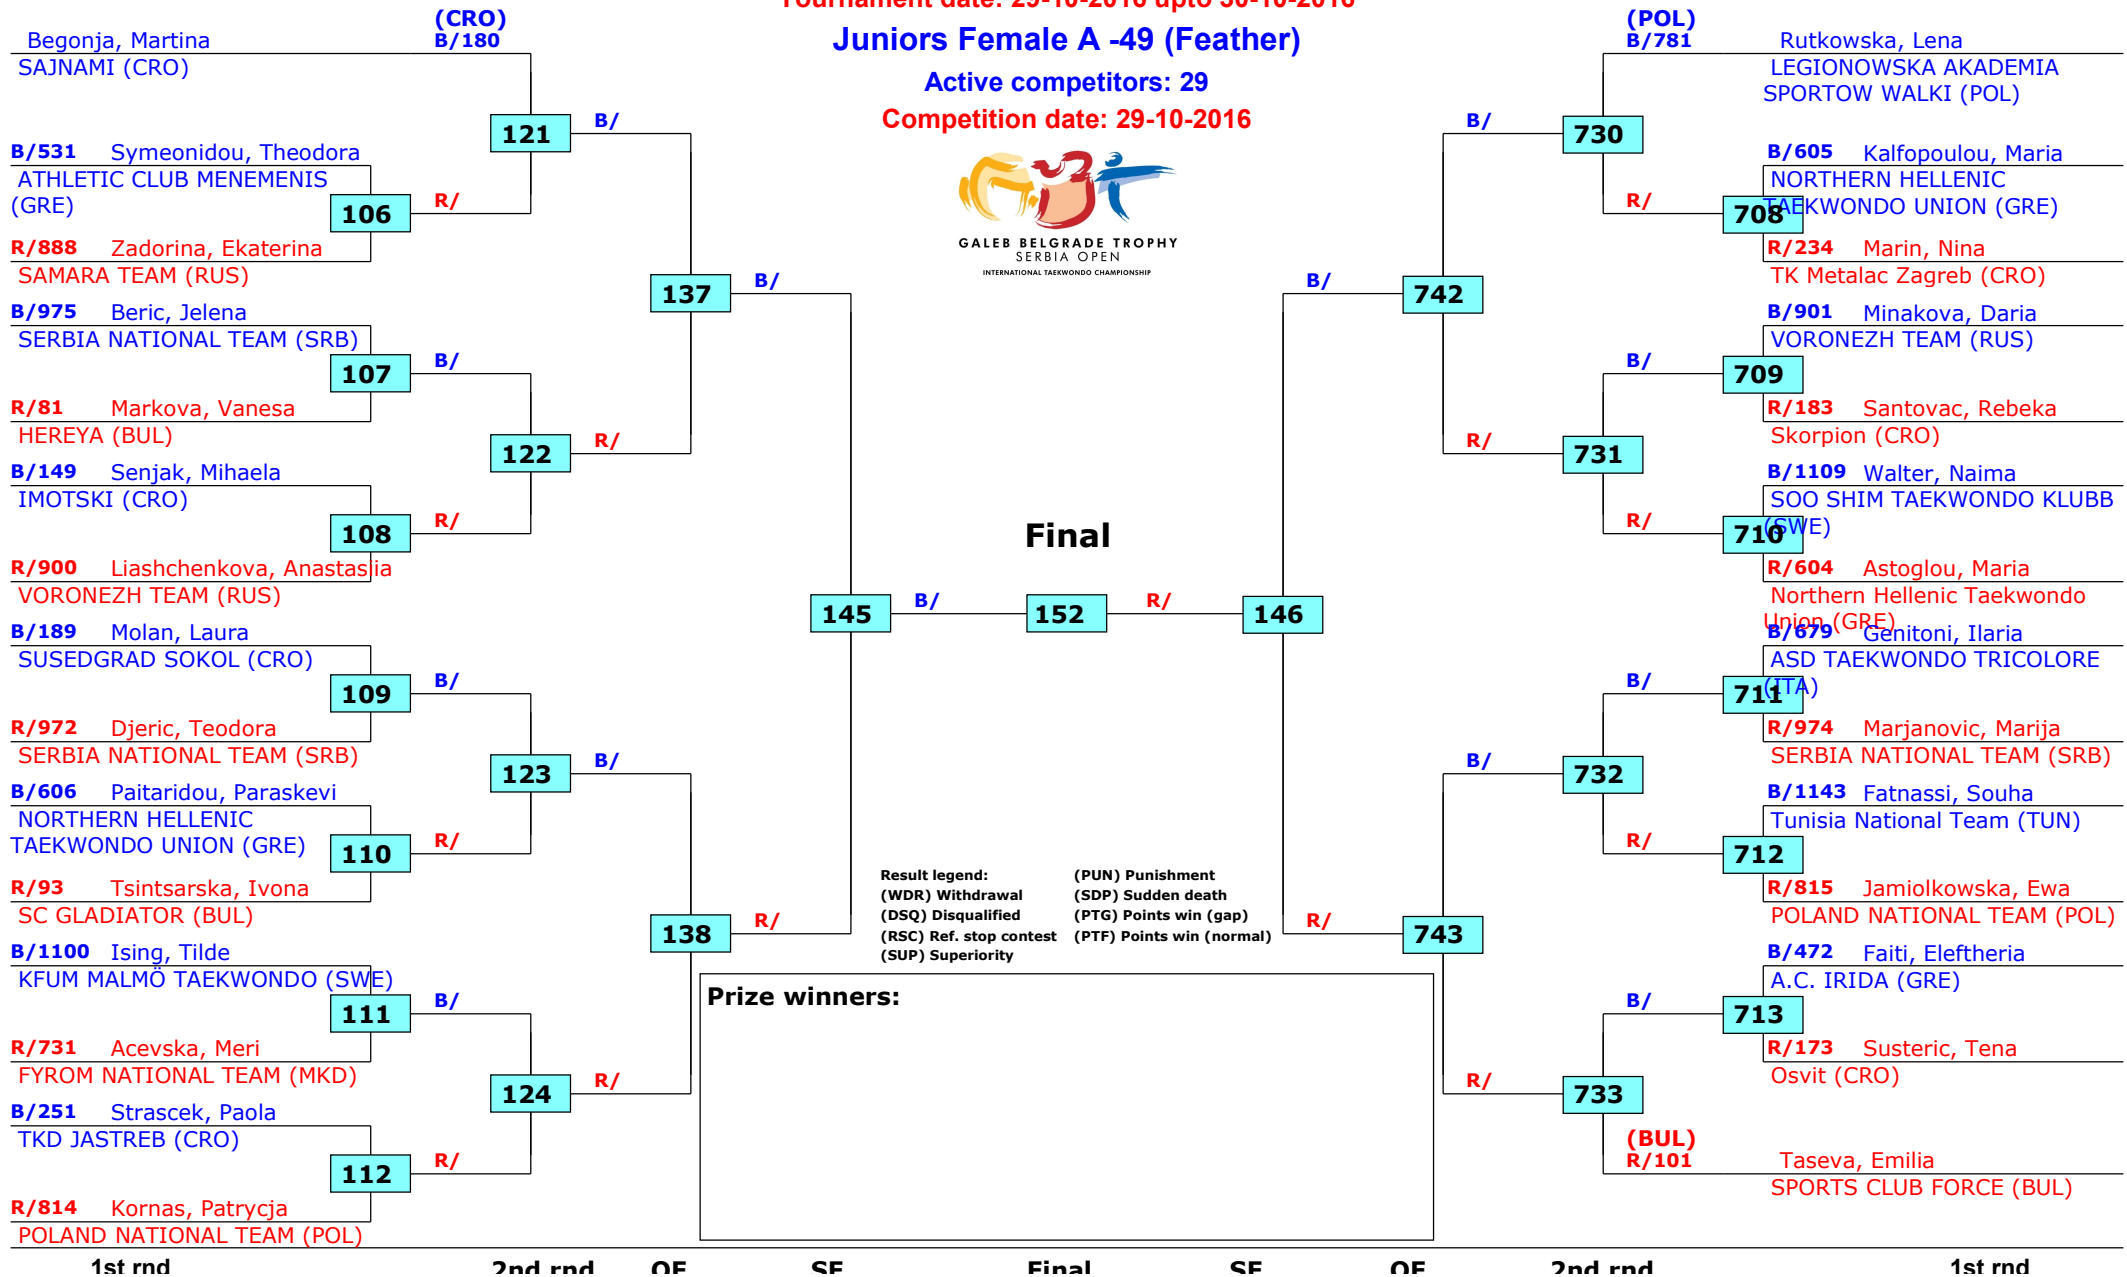 Tournament date: 29-10-2016 upto 30-10-2016
Juniors Female A -49 (Feather)
Active competitors: 29
Competition date: 29-10-2016
GALEB BELGRADE TROPHY
SERBIA OPEN
INTERNATIONAL TAEKWONDO CHAMPIONSHIP
(CRO)
Begonja, Martina B/180
SAJNAMI (CRO)
121
B/
B/531 Symeonidou, Theodora
ATHLETIC CLUB MENEMENIS
(GRE)
106
R/
R/888 Zadorina, Ekaterina
SAMARA TEAM (RUS)
137
B/
B/975 Beric, Jelena
SERBIA NATIONAL TEAM (SRB)
107
B/
R/81 Markova, Vanesa
HEREYA (BUL)
122
R/
B/149 Senjak, Mihaela
IMOTSKI (CRO)
108
R/
R/900 Liashchenkova, Anastasiia
VORONEZH TEAM (RUS)
145
B/
B/189 Molan, Laura
SUSEDGRAD SOKOL (CRO)
109
B/
R/972 Djeric, Teodora
SERBIA NATIONAL TEAM (SRB)
123
B/
B/606 Paitaridou, Paraskevi
NORTHERN HELLENIC
TAEKWONDO UNION (GRE)
110
R/
R/93 Tsintsarska, Ivona
SC GLADIATOR (BUL)
138
R/
B/1100 Ising, Tilde
KFUM MALMÖ TAEKWONDO (SWE)
111
B/
R/731 Acevska, Meri
FYROM NATIONAL TEAM (MKD)
124
R/
B/251 Strascek, Paola
TKD JASTREB (CRO)
112
R/
R/814 Kornas, Patrycja
POLAND NATIONAL TEAM (POL)
Final
152
R/
146
(POL)
B/781 Rutkowska, Lena
LEGIONOWSKA AKADEMIA
SPORTOW WALKI (POL)
B/
730
B/605 Kalfopoulou, Maria
NORTHERN HELLENIC
TAEKWONDO UNION (GRE)
R/
708
R/234 Marin, Nina
TK Metalac Zagreb (CRO)
B/
742
B/901 Minakova, Daria
VORONEZH TEAM (RUS)
B/
709
R/183 Santovac, Rebeka
Skorpion (CRO)
R/
731
B/1109 Walter, Naima
SOO SHIM TAEKWONDO KLUBB
(SWE)
R/
710
R/604 Astoglou, Maria
Northern Hellenic Taekwondo
Union (GRE)
B/679 Genitoni, Ilaria
ASD TAEKWONDO TRICOLORE
(ITA)
B/
711
R/974 Marjanovic, Marija
SERBIA NATIONAL TEAM (SRB)
B/
732
B/1143 Fatnassi, Souha
Tunisia National Team (TUN)
R/
712
R/815 Jamiolkowska, Ewa
POLAND NATIONAL TEAM (POL)
R/
743
B/472 Faiti, Eleftheria
A.C. IRIDA (GRE)
B/
713
R/173 Susteric, Tena
Osvit (CRO)
R/
733
(BUL)
R/101 Taseva, Emilia
SPORTS CLUB FORCE (BUL)
Result legend: (PUN) Punishment
(WDR) Withdrawal (SDP) Sudden death
(DSQ) Disqualified (PTG) Points win (gap)
(RSC) Ref. stop contest (PTF) Points win (normal)
(SUP) Superiority
Prize winners:
1st rnd 2nd rnd QF SF Final SF QF 2nd rnd 1st rnd